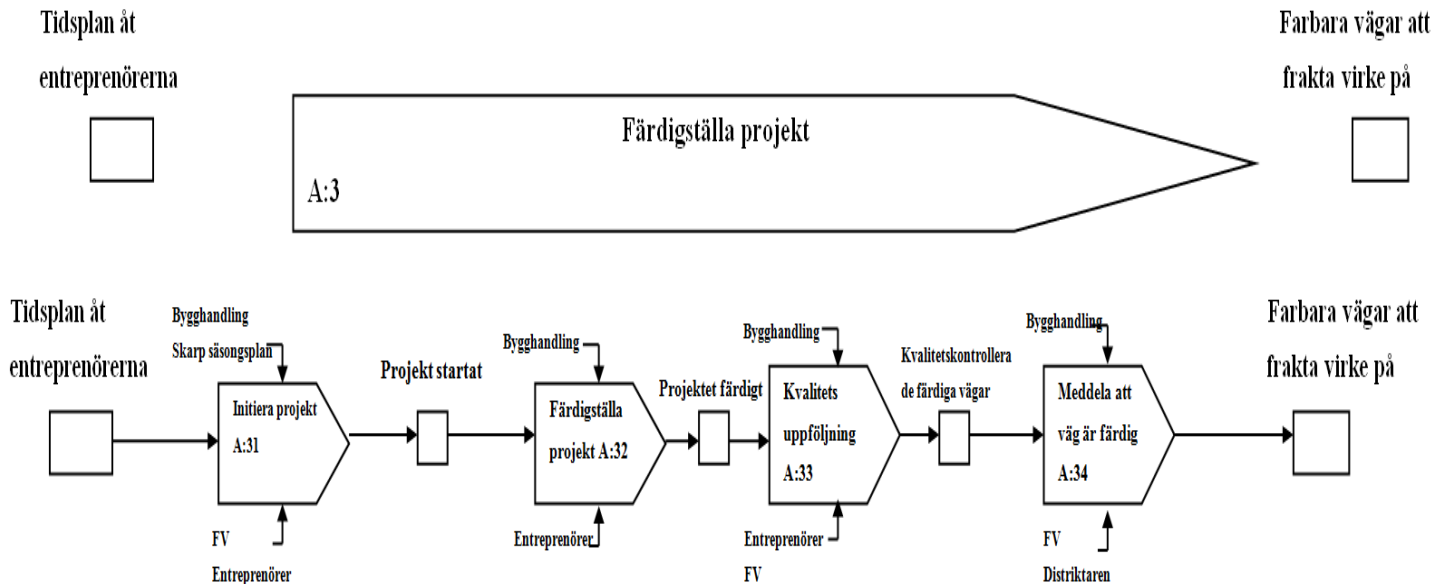 Tidsplan åt
entreprenörerna
Farbara vägar att
frakta virke på
Färdigställa projekt
A:3
Tidsplan åt
entreprenörerna
Bygghandling
Skarp säsongsplan
Initiera projekt
A:31
FV
Entreprenörer
Projekt startat
Bygghandling
Färdigställa
projekt A:32
Entreprenörer
Projektet färdigt
Bygghandling
Kvalitets
uppföljning
A:33
Entreprenörer
FV
Kvalitetskontrollera
de färdiga vägar
Bygghandling
Meddela att
väg är färdig
A:34
FV
Distriktaren
Farbara vägar att
frakta virke på